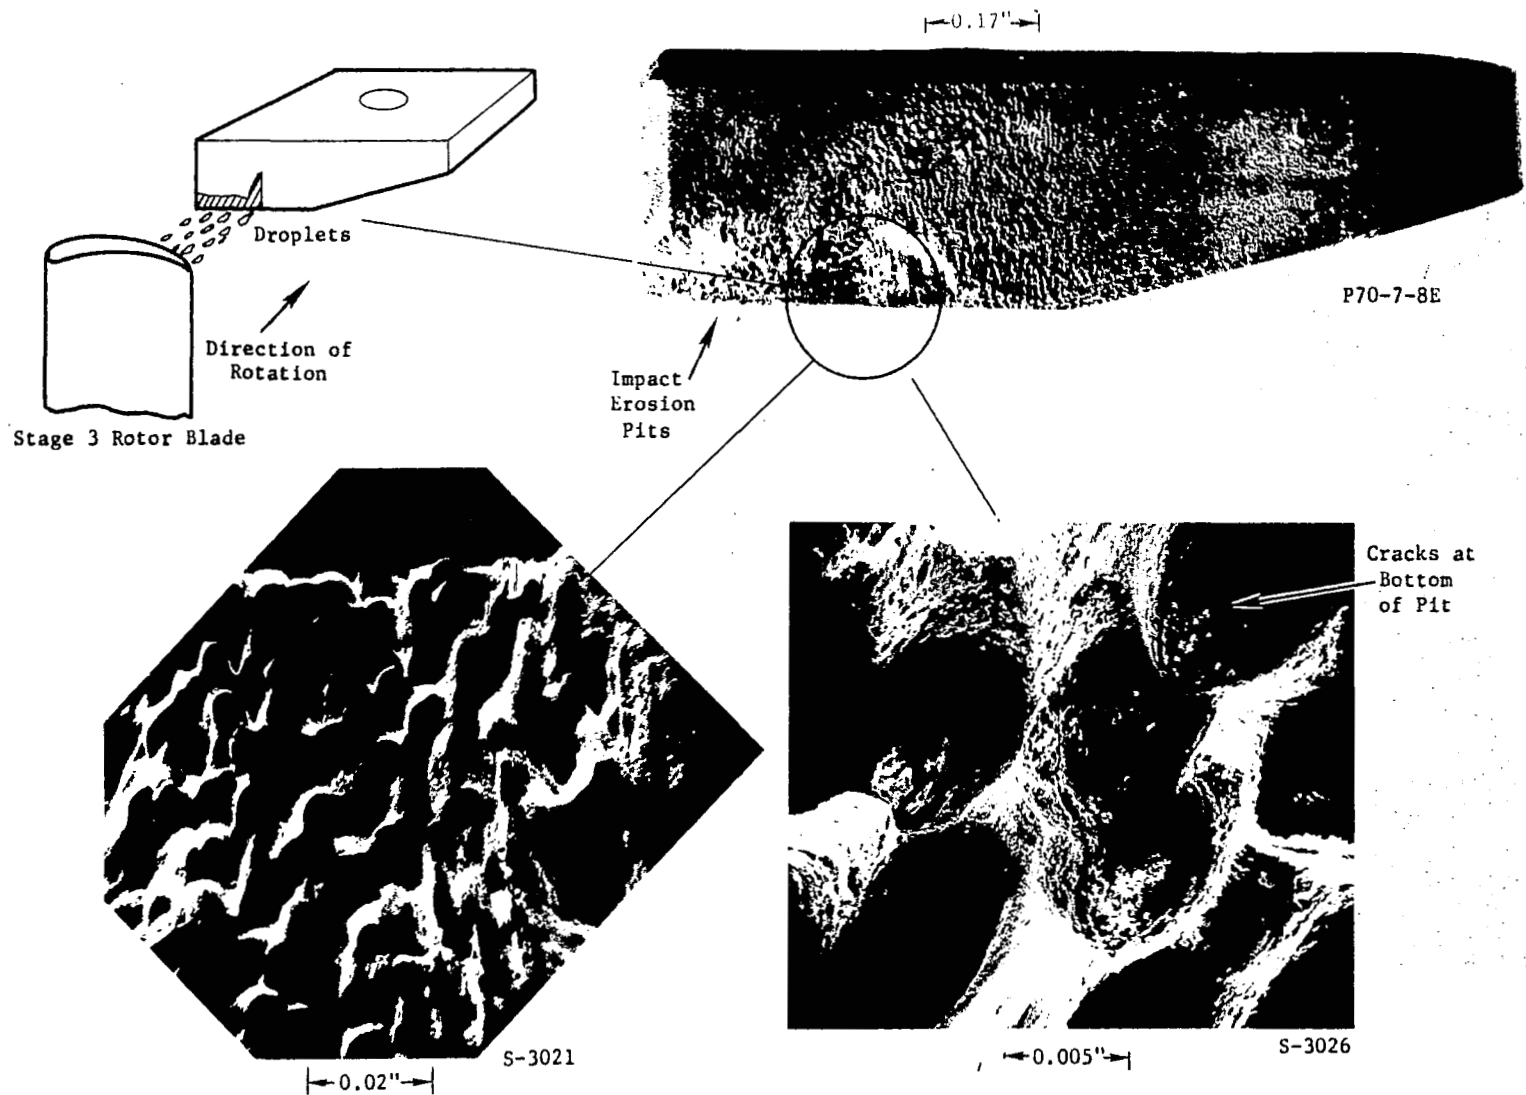 0.17"
Droplets
Direction of
Rotation
Stage 3 Rotor Blade
P70-7-8E
Impact
Erosion
Pits
Cracks at
Bottom
of Pit
S-3021
0.02"
S-3026
0.005"